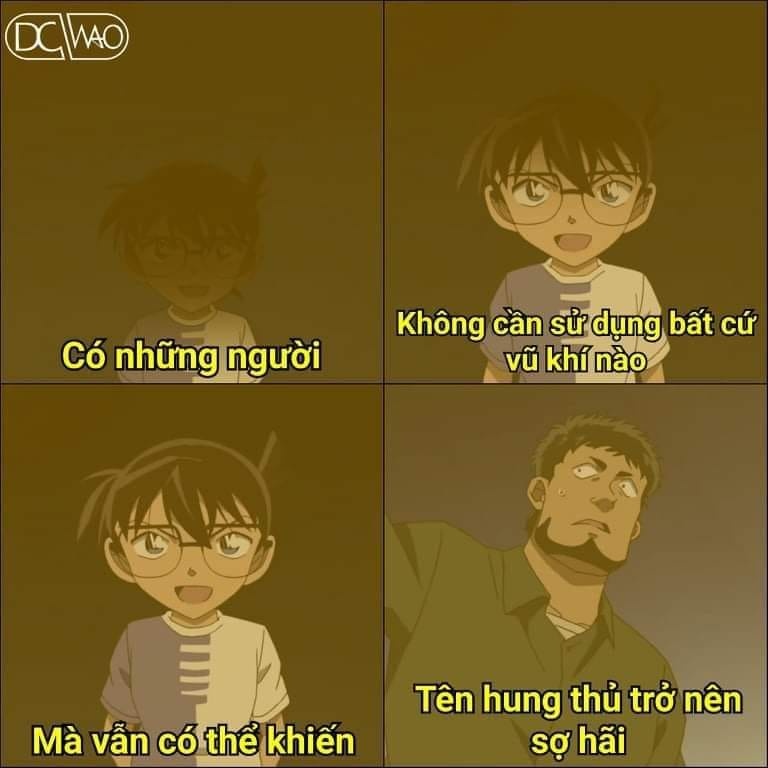 DC WAO
Có những người
Không cần sử dụng bất cứ
vũ khí nào
Mà vẫn có thể khiến
Tên hung thủ trở nên
sợ hãi